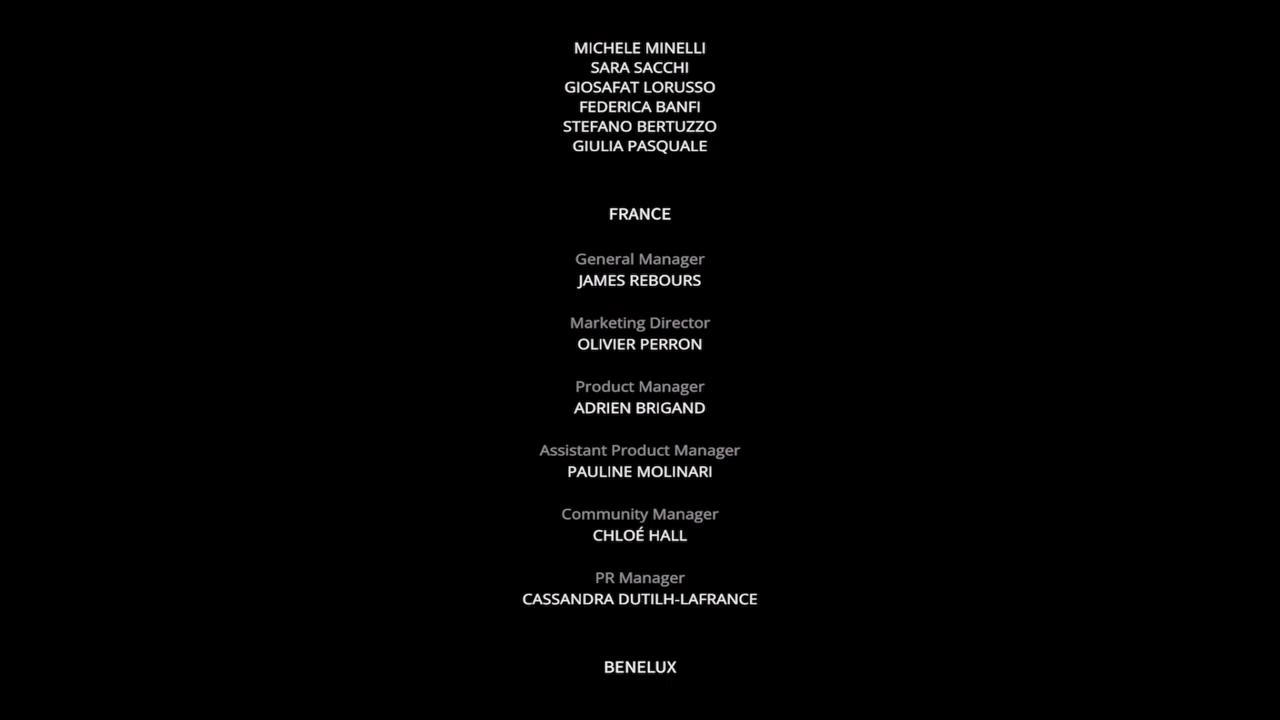 MICHELE MINELLI
SARA SACCHI
GIOSAFAT LORUSSO
FEDERICA BANFI
STEFANO BERTUZZO
GIULIA PASQUALE
FRANCE
General Manager
JAMES REBOURS
Marketing Director
OLIVIER PERRON
Product Manager
ADRIEN BRIGAND
Assistant Product Manager
PAULINE MOLINARI
Community Manager
CHLOÉ HALL
PR Manager
CASSANDRA DUTILH-LAFRANCE
BENELUX